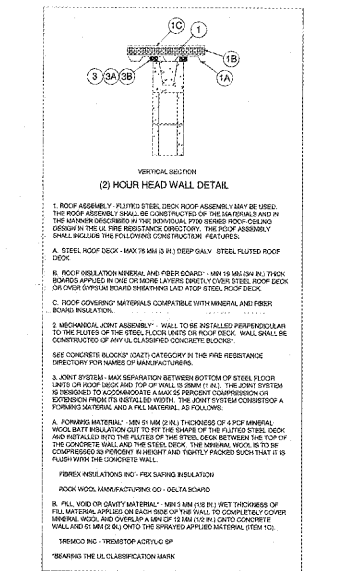 1C
1
1B
3
3A
3B
1A
VERTICAL SECTION
(2) HOUR HEAD WALL DETAIL
1. ROOF ASSEMBLY - FLUTED STEEL DECK ROOF ASSEMBLY MAY BE USED.
THE ROOF ASSEMBLY SHALL BE CONSTRUCTED OF THE MATERIALS AND IN
THE MANNER DESCRIBED IN THE INDIVIDUAL P700 SERIES ROOF-CEILING
DESIGN IN THE UL FIRE RESISTANCE DIRECTORY. THE ROOF ASSEMBLY
SHALL INCLUDE THE FOLLOWING CONSTRUCTION FEATURES:
A. STEEL ROOF DECK - MAX 76 MM (3 IN.) DEEP GALV STEEL FLUTED ROOF
DECK.
B. ROOF INSULATION MINERAL AND FIBER BOARD* - MIN 19 MM (3/4 IN.) THICK
BOARDS APPLIED IN ONE OR MORE LAYERS DIRECTLY OVER STEEL ROOF DECK
OR OVER GYPSUM BOARD SHEATHING LAID ATOP STEEL ROOF DECK.
C. ROOF COVERING* MATERIALS COMPATIBLE WITH MINERAL AND FIBER
BOARD INSULATION.
2. MECHANICAL JOINT ASSEMBLY* - WALL TO BE INSTALLED PERPENDICULAR
TO THE FLUTES OF THE STEEL FLOOR UNITS OR ROOF DECK. WALL SHALL BE
CONSTRUCTED OF ANY UL CLASSIFIED CONCRETE BLOCKS*.
SEE CONCRETE BLOCKS* (CAZT) CATEGORY IN THE FIRE RESISTANCE
DIRECTORY FOR NAMES OF MANUFACTURERS.
3. JOINT SYSTEM - MAX SEPARATION BETWEEN BOTTOM OF STEEL FLOOR
UNITS OR ROOF DECK AND TOP OF WALL IS 25MM (1 IN.). THE JOINT SYSTEM
IS DESIGNED TO ACCOMMODATE A MAX 25 PERCENT COMPRESSION OR
EXTENSION FROM ITS INSTALLED WIDTH. THE JOINT SYSTEM CONSISTS OF A
FORMING MATERIAL AND A FILL MATERIAL, AS FOLLOWS:
A. FORMING MATERIAL* - MIN 51 MM (2 IN.) THICKNESS OF 4 PCF MINERAL
WOOL BATT INSULATION CUT TO FIT THE SHAPE OF THE FLUTED STEEL DECK
AND INSTALLED INTO THE FLUTES OF THE STEEL DECK BETWEEN THE TOP OF
THE CONCRETE WALL AND THE STEEL DECK. THE MINERAL WOOL IS TO BE
COMPRESSED 33 PERCENT IN HEIGHT AND TIGHTLY PACKED SUCH THAT IT IS
FLUSH WITH THE CONCRETE WALL.
FIBREX INSULATIONS INC - FBX SAFING INSULATION
ROCK WOOL MANUFACTURING CO - DELTA BOARD
B. FILL, VOID OR CAVITY MATERIAL* - MIN 3 MM (1/8 IN.) WET THICKNESS OF
FILL MATERIAL APPLIED ON EACH SIDE OF THE WALL TO COMPLETELY COVER
MINERAL WOOL AND OVERLAP A MIN OF 12 MM (1/2 IN.) ONTO CONCRETE
WALL AND 51 MM (2 IN.) ONTO THE SPRAYED APPLIED MATERIAL (ITEM 1C).
TREMCO INC - TREMSTOP ACRYLIC SP
*BEARING THE UL CLASSIFICATION MARK